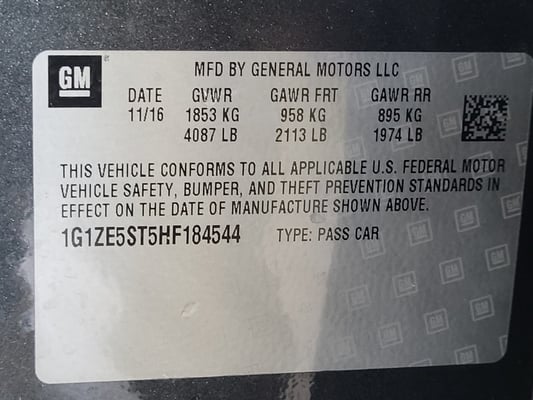 GM
MFD BY GENERAL MOTORS LLC
DATE GVWR GAWR FRT GAWR RR
11/16 1853 KG 958 KG 895 KG
4087 LB 2113 LB 1974 LB
THIS VEHICLE CONFORMS TO ALL APPLICABLE U.S. FEDERAL MOTOR
VEHICLE SAFETY, BUMPER, AND THEFT PREVENTION STANDARDS IN
EFFECT ON THE DATE OF MANUFACTURE SHOWN ABOVE.
1G1ZE5ST5HF184544 TYPE: PASS CAR